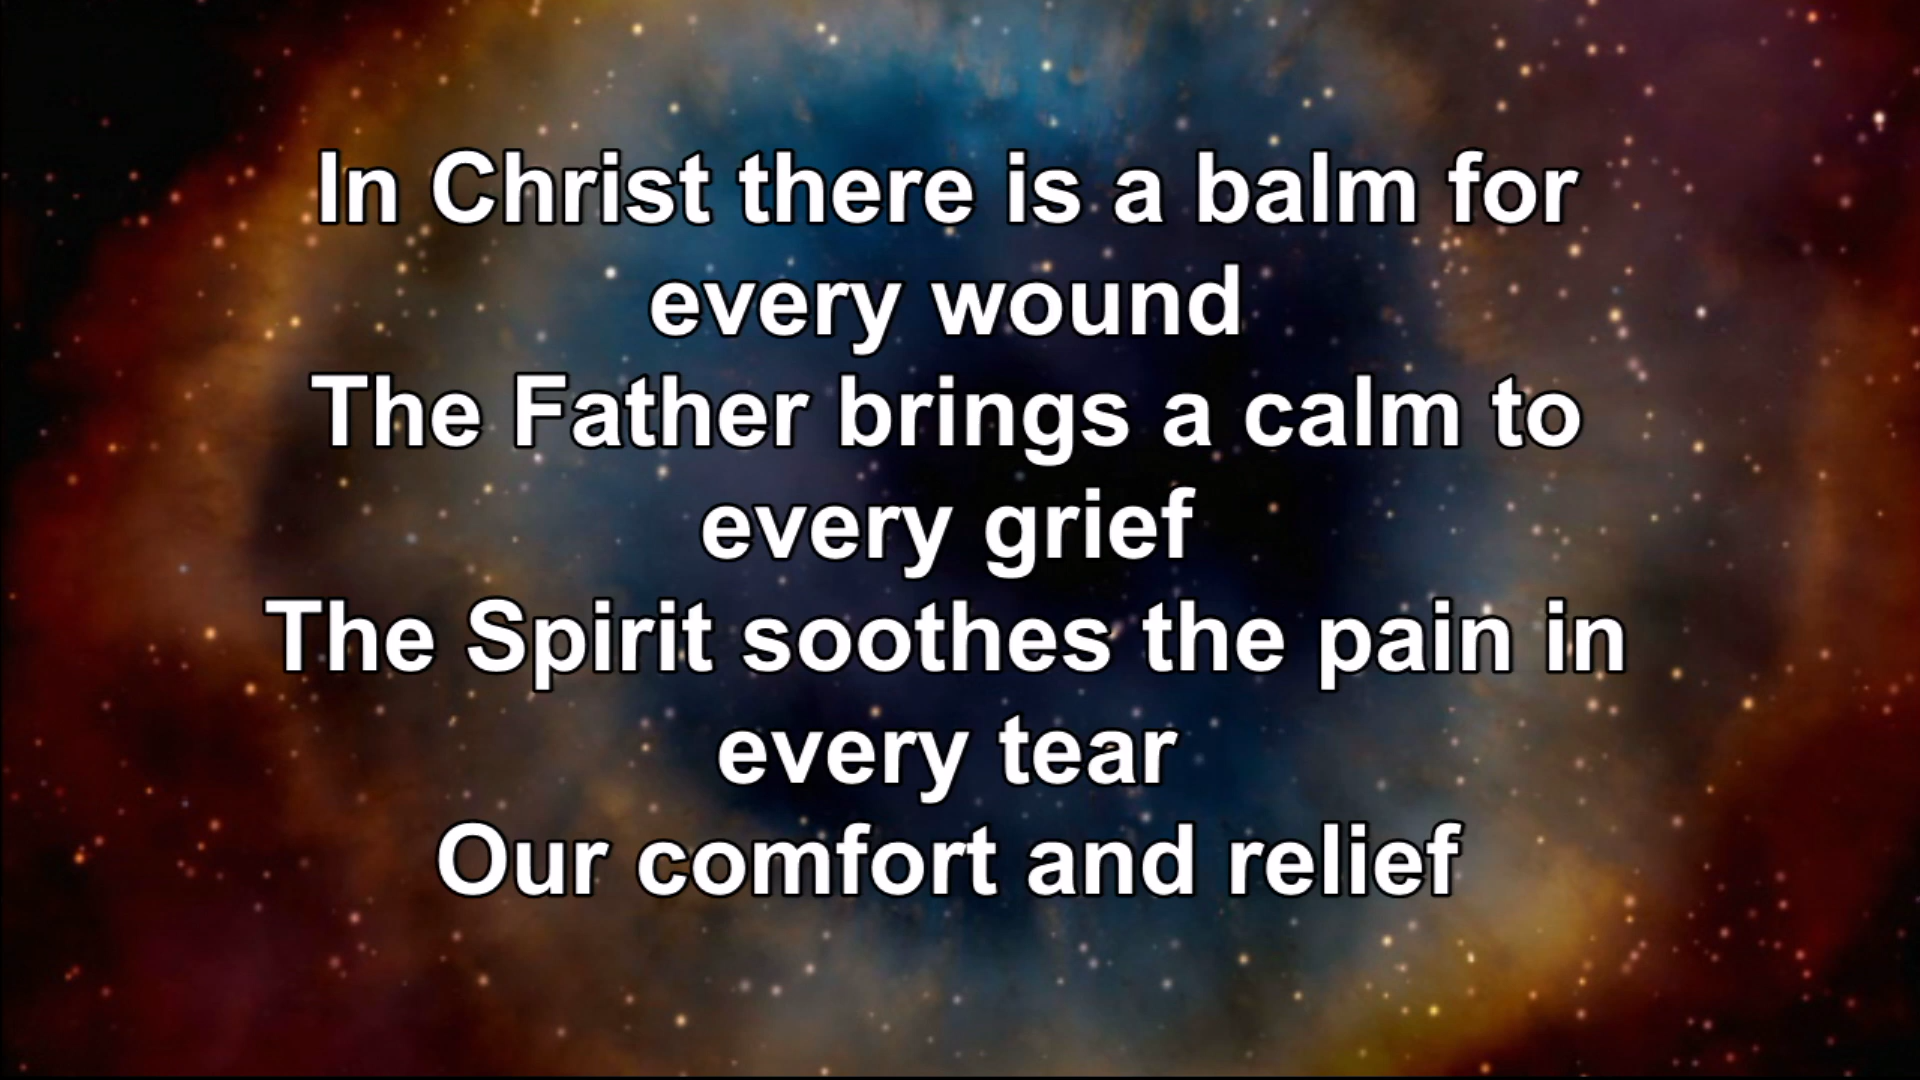 In Christ there is a balm for
every wound
The Father brings a calm to
every grief
The Spirit soothes the pain in
every tear
Our comfort and relief